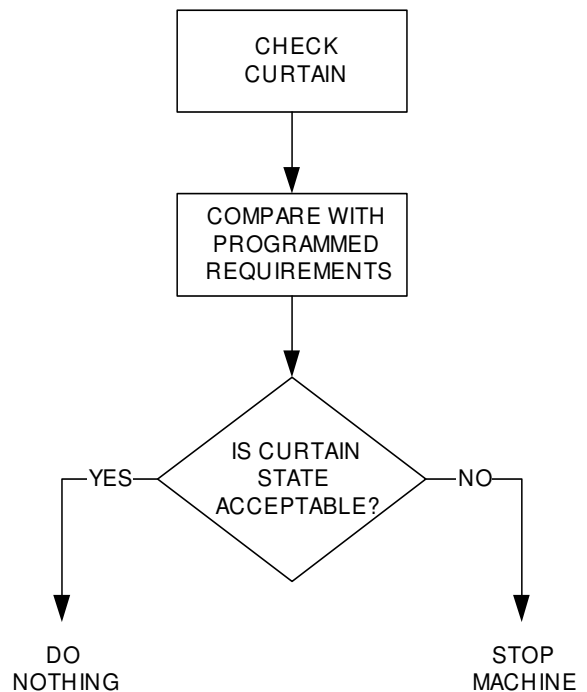 CHECK
CURTAIN
COMPARE WITH
PROGRAMMED
REQUIREMENTS
IS CURTAIN
STATE
ACCEPTABLE?
YES
NO
DO
NOTHING
STOP
MACHINE